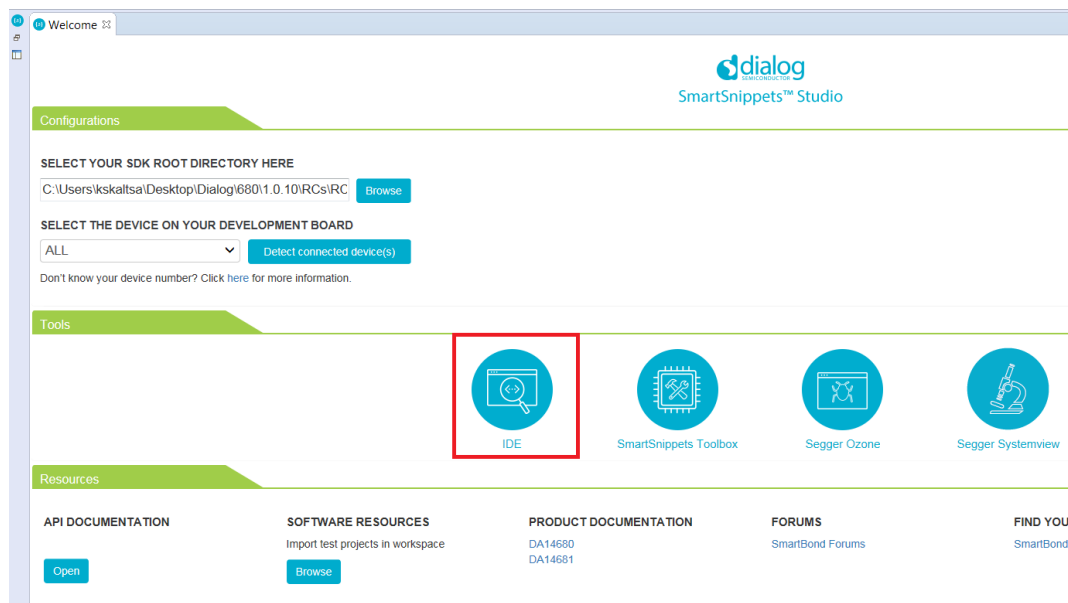 Welcome
dialog
SEMICONDUCTOR
SmartSnippets™ Studio
Configurations
SELECT YOUR SDK ROOT DIRECTORY HERE
C:\Users\kskaltsa\Desktop\Dialog\680\1.0.10\RCs\RC Browse
SELECT THE DEVICE ON YOUR DEVELOPMENT BOARD
ALL Detect connected device(s)
Don't know your device number? Click here for more information.
Tools
IDE SmartSnippets Toolbox Segger Ozone Segger Systemview
Resources
API DOCUMENTATION SOFTWARE RESOURCES PRODUCT DOCUMENTATION FORUMS FIND YOU
Import test projects in workspace DA14680 SmartBond Forums SmartBond
DA14681
Open Browse